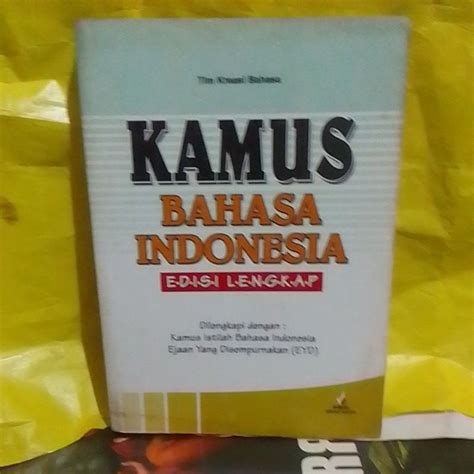 Tim Kreasi Bahasa
KAMUS
BAHASA
INDONESIA
EDISI LENGKAP
Dilengkapi dengan :
Kamus Istilah Bahasa Indonesia
Ejaan Yang Disempurnakan (EYD)